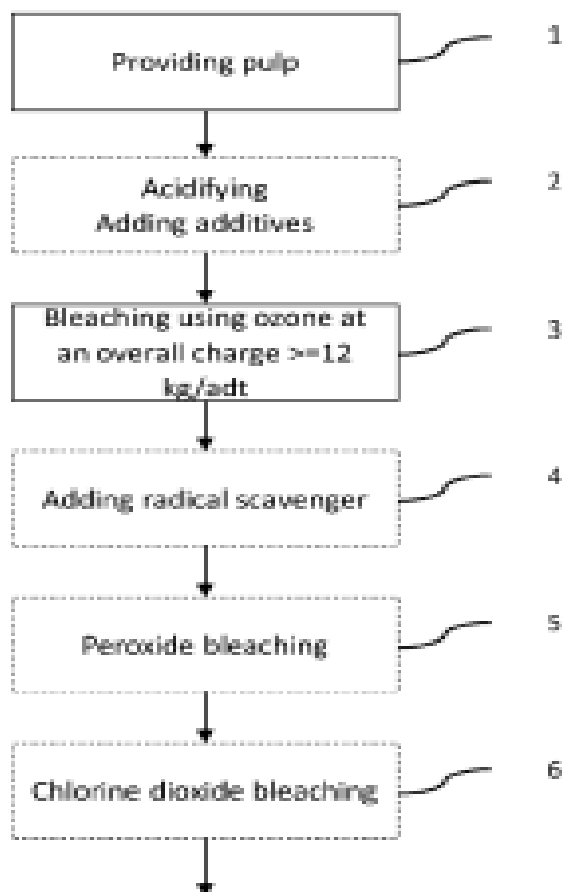 Providing pulp
1
Acidifying
Adding additives
2
Bleaching using ozone at
an overall charge >=12
kg/adt
3
Adding radical scavenger
4
Peroxide bleaching
5
Chlorine dioxide bleaching
6